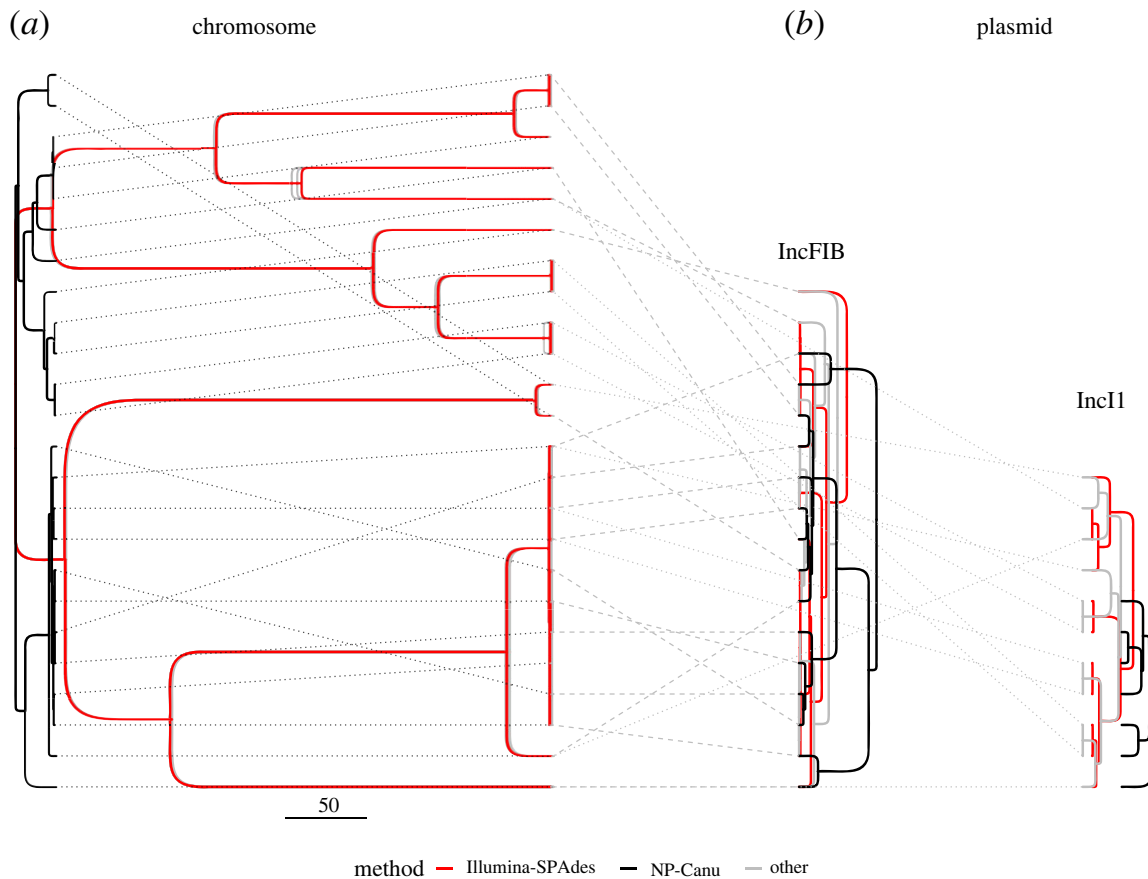 (a) chromosome (b) plasmid
IncFIB
IncI1
50
method Illumina-SPAdes NP-Canu other